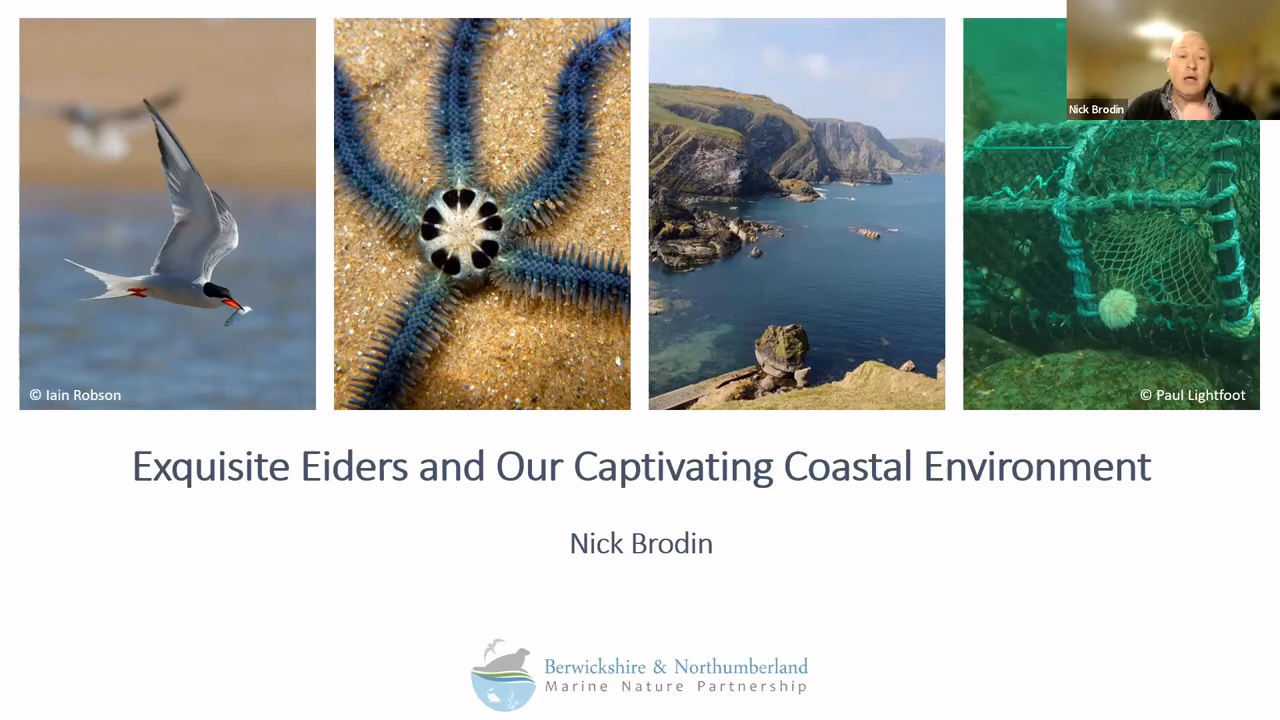 Nick Brodin
© Iain Robson
© Paul Lightfoot
Exquisite Eiders and Our Captivating Coastal Environment
Nick Brodin
Berwickshire & Northumberland
Marine Nature Partnership